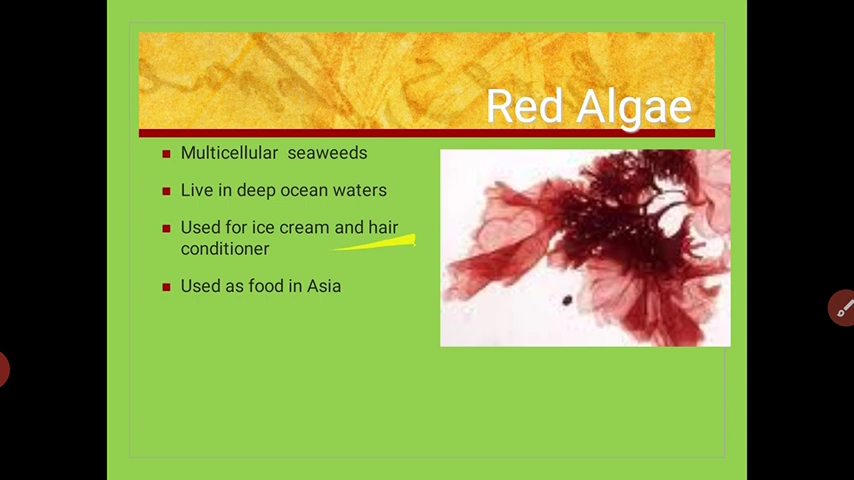 Red Algae
Multicellular seaweeds
Live in deep ocean waters
Used for ice cream and hair
conditioner
Used as food in Asia